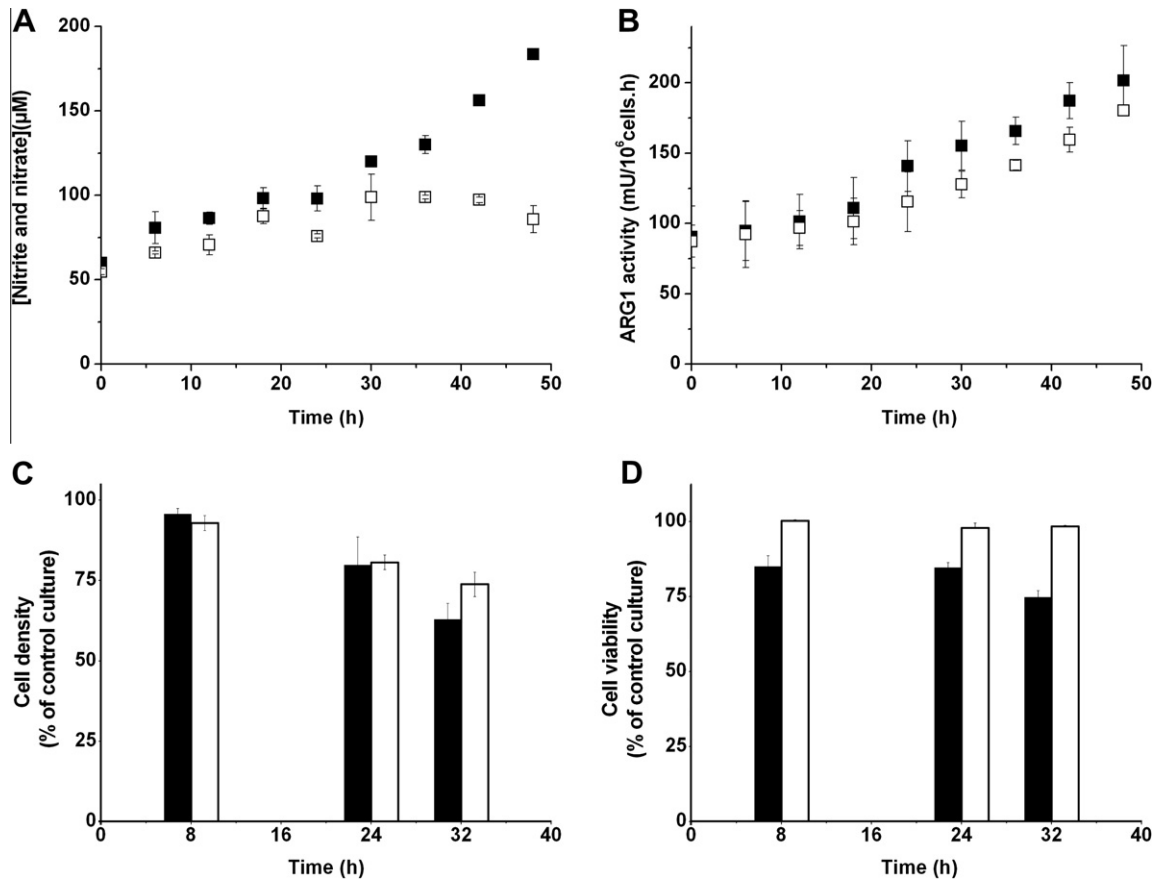 A
200
150
100
50
0
[Nitrite and nitrate](µM)
0 10 20 30 40 50
Time (h)
B
200
150
100
50
0
ARG1 activity (mU/10⁶cells.h)
0 10 20 30 40 50
Time (h)
C
100
75
50
25
0
Cell density
(% of control culture)
0 8 16 24 32 40
Time (h)
D
100
75
50
25
0
Cell viability
(% of control culture)
0 8 16 24 32 40
Time (h)